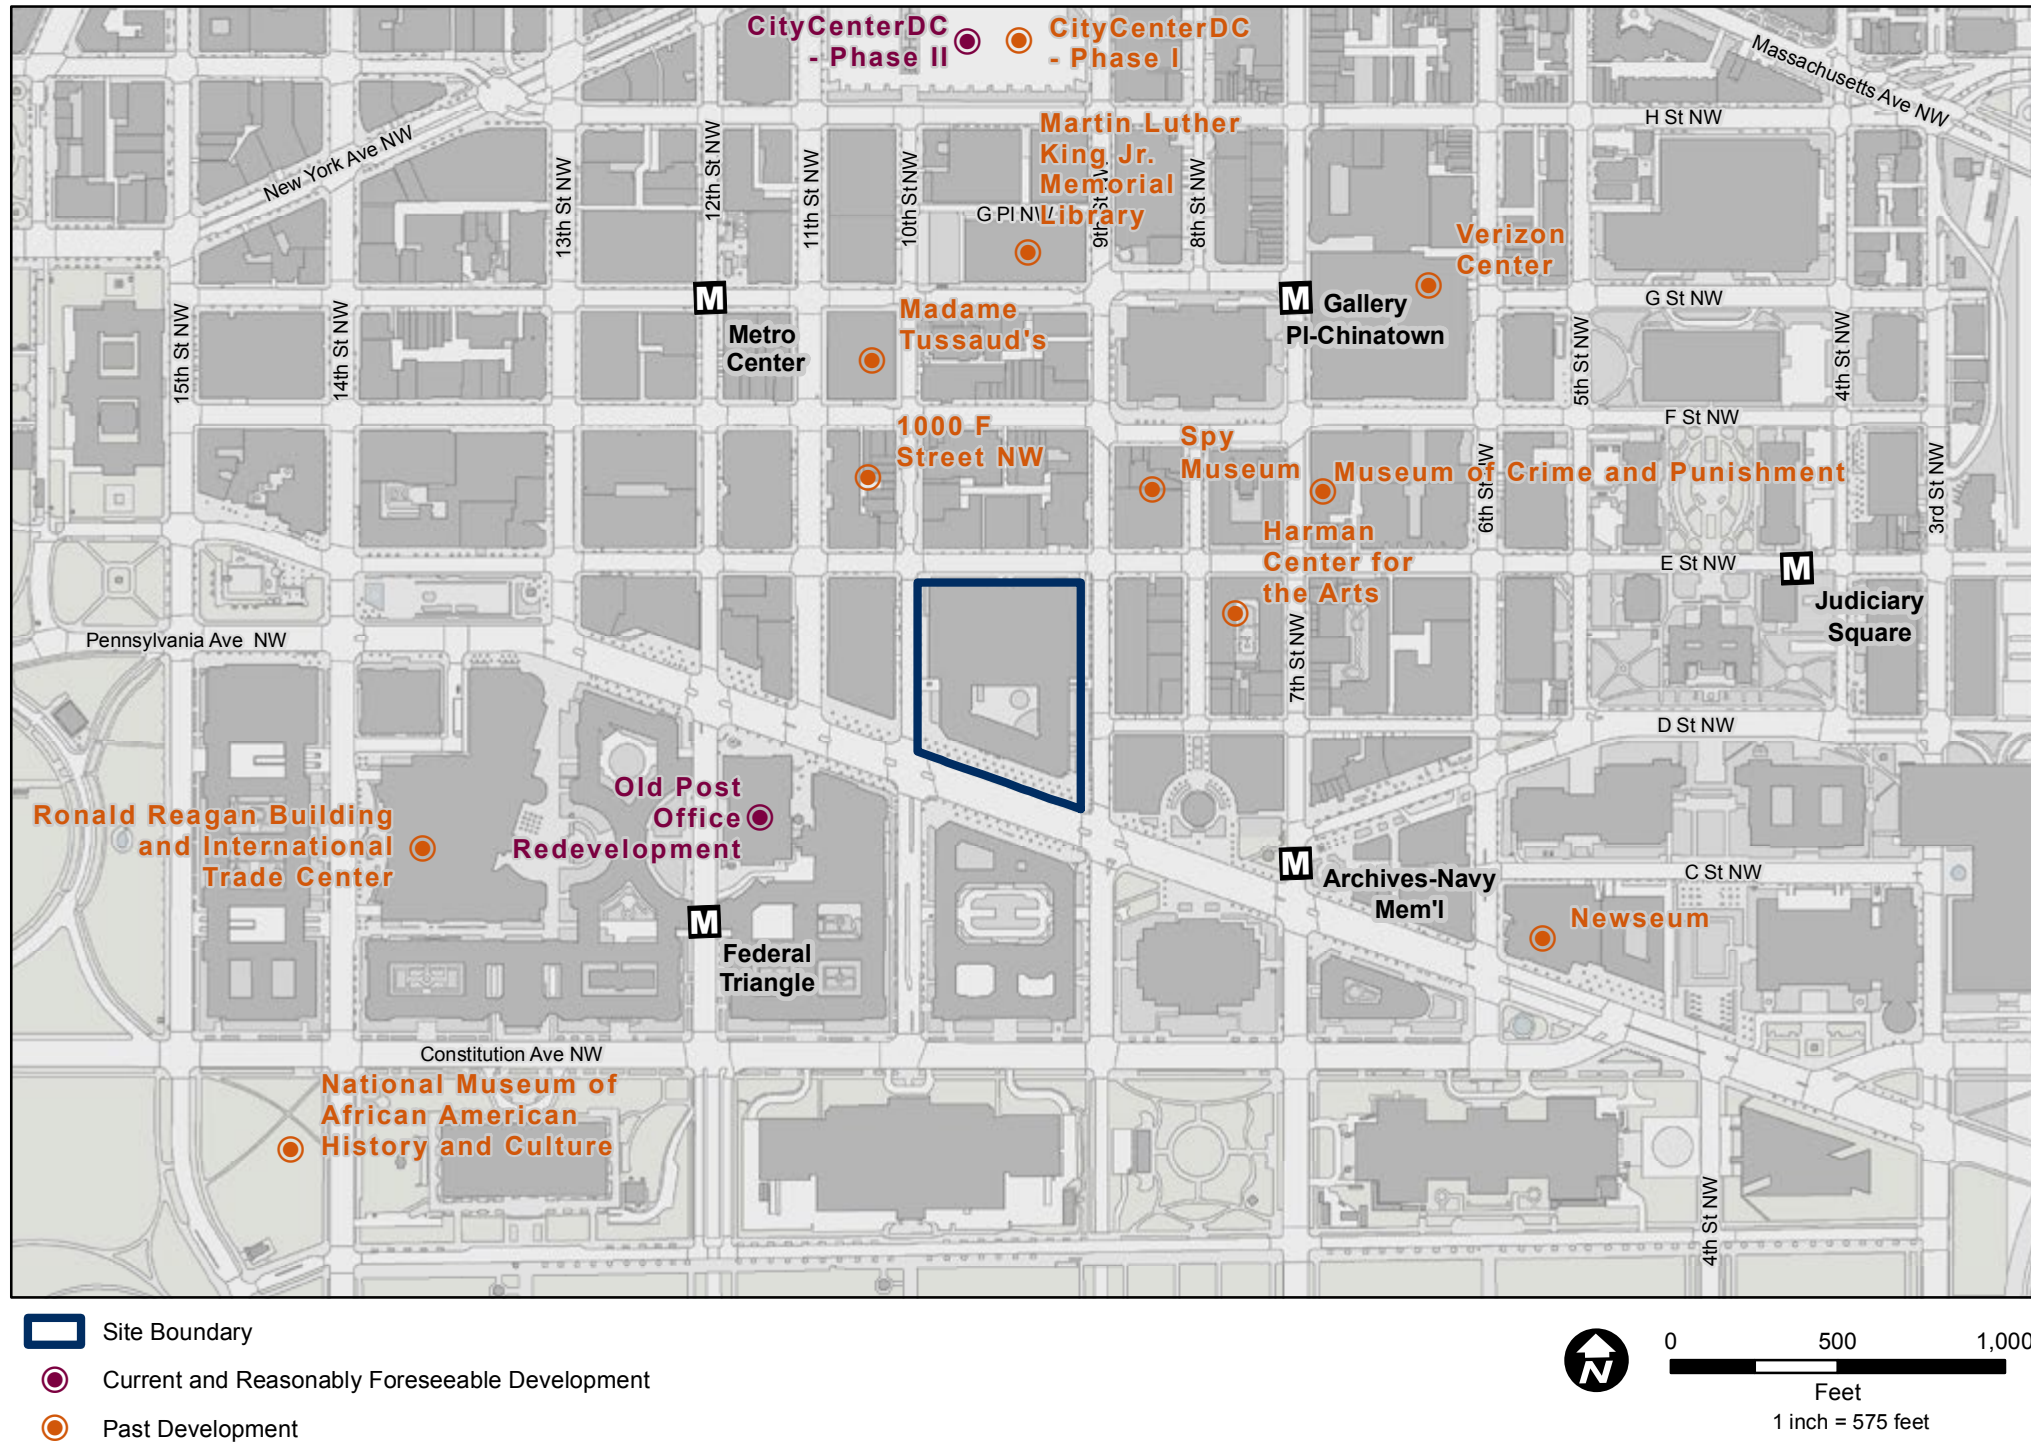 CityCenterDC
- Phase II
CityCenterDC
- Phase I
Massachusetts Ave NW
H St NW
New York Ave NW
Martin Luther
King Jr.
Memorial
Library
G Pl NW
13th St NW
12th St NW
11th St NW
10th St NW
9th St NW
8th St NW
Verizon
Center
G St NW
M
Metro
Center
M
Gallery
Pl-Chinatown
Madame
Tussaud's
15th St NW
14th St NW
5th St NW
4th St NW
F St NW
1000 F
Street NW
Spy
Museum
Museum of Crime and Punishment
6th St NW
3rd St NW
Harman
Center for
the Arts
E St NW
M
Judiciary
Square
Pennsylvania Ave NW
7th St NW
D St NW
Old Post
Office
Redevelopment
Ronald Reagan Building
and International
Trade Center
M
Archives-Navy
Mem'l
C St NW
Newseum
M
Federal
Triangle
Constitution Ave NW
National Museum of
African American
History and Culture
4th St NW
Site Boundary
Current and Reasonably Foreseeable Development
Past Development
N
0 500 1,000
Feet
1 inch = 575 feet